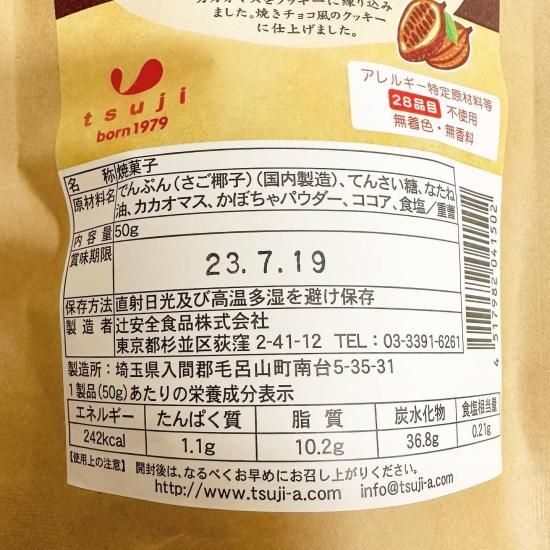 カカオマスをクッキーに練り込み
ました。焼きチョコ風のクッキー
に仕上げました。
tsuji
born1979
アレルギー特定原材料等
28品目 不使用
無着色・無香料
名称 焼菓子
原材料名 でんぷん(さご椰子)(国内製造)、てんさい糖、なたね
油、カカオマス、かぼちゃパウダー、ココア、食塩/重曹
内容量 50g
賞味期限
23.7.19
保存方法 直射日光及び高温多湿を避け保存
製造者 辻安全食品株式会社
東京都杉並区荻窪 2-41-12 TEL:03-3391-6261
製造所:埼玉県入間郡毛呂山町南台5-35-31
1製品(50g)あたりの栄養成分表示
エネルギー たんぱく質 脂質 炭水化物 食塩相当量
242kcal 1.1g 10.2g 36.8g 0.21g
【使用上の注意】 開封後は、なるべくお早めにお召し上がりください。
http://www.tsuji-a.com info@tsuji-a.com
4517982041502